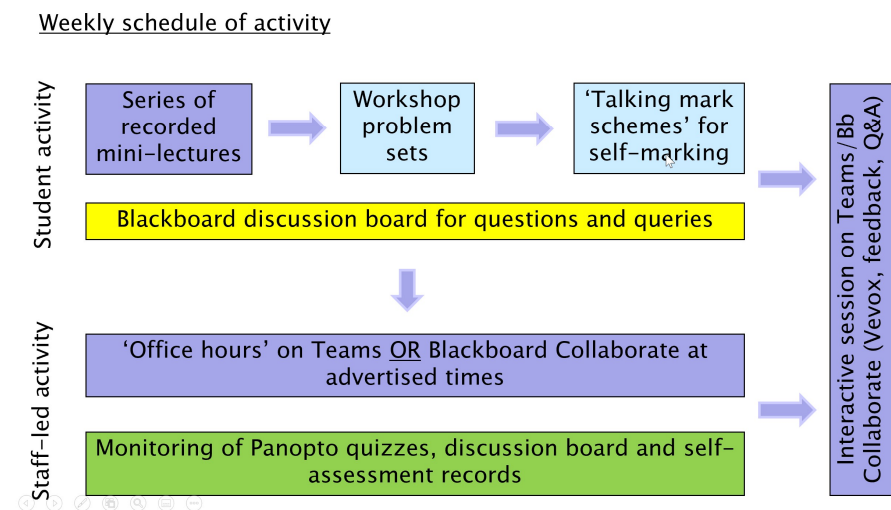 Weekly schedule of activity
Student activity
Series of
recorded
mini-lectures
Workshop
problem
sets
‘Talking mark
schemes’ for
self-marking
Blackboard discussion board for questions and queries
Staff-led activity
‘Office hours’ on Teams OR Blackboard Collaborate at
advertised times
Monitoring of Panopto quizzes, discussion board and self-
assessment records
Interactive session on Teams/Bb
Collaborate (Vevox, feedback, Q&A)